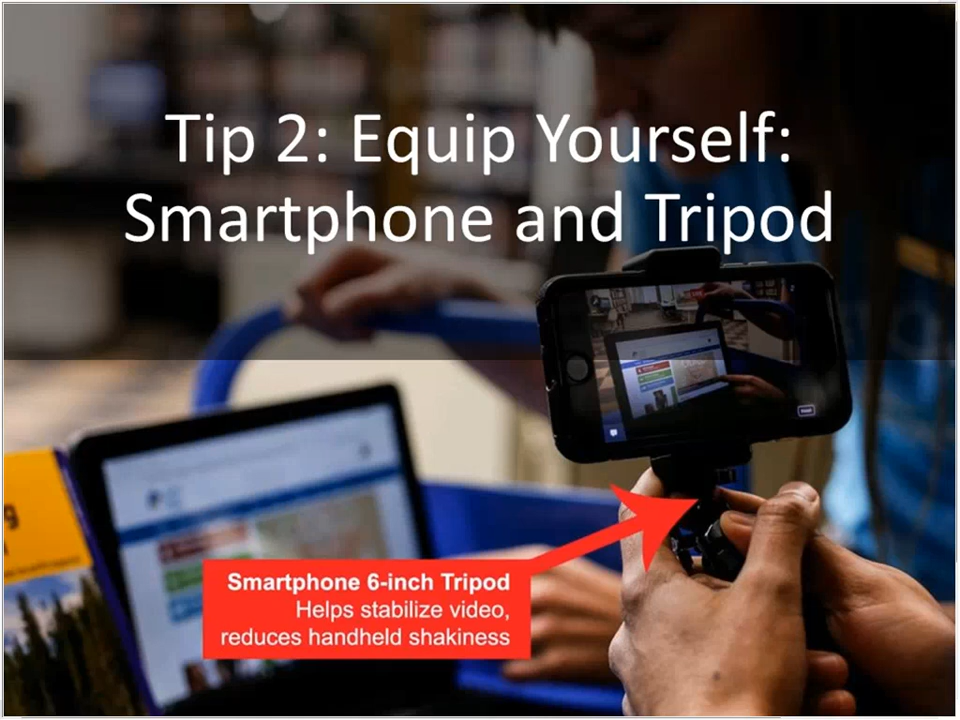 Tip 2: Equip Yourself:
Smartphone and Tripod
Smartphone 6-inch Tripod
Helps stabilize video,
reduces handheld shakiness